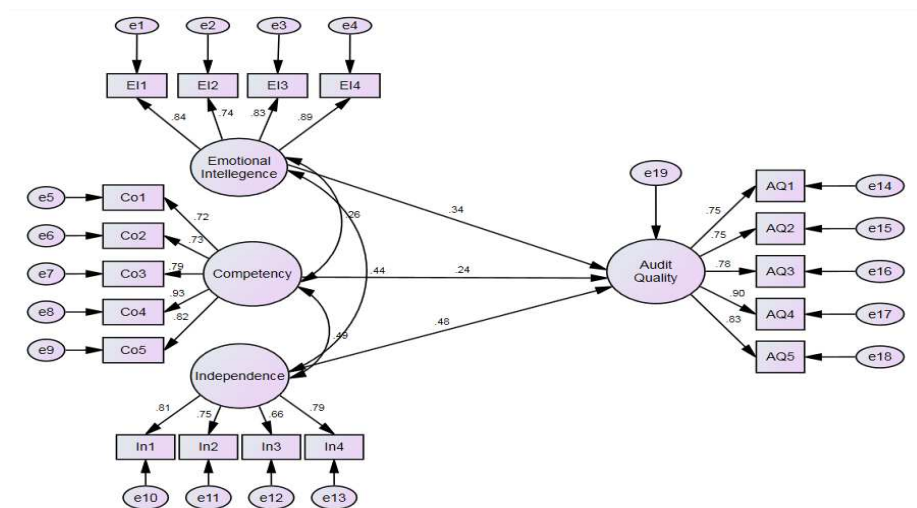 e1
e2
e3
e4
EI1
EI2
EI3
EI4
.84
.74
.83
.89
Emotional
Intellegence
e5
Co1
e6
Co2
e7
Co3
e8
Co4
e9
Co5
.72
.73
.79
.93
.82
Competency
.26
.44
.49
.34
.24
.48
Independence
.81
.75
.66
.79
In1
In2
In3
In4
e10
e11
e12
e13
e19
Audit
Quality
.75
.75
.78
.90
.83
AQ1
e14
AQ2
e15
AQ3
e16
AQ4
e17
AQ5
e18